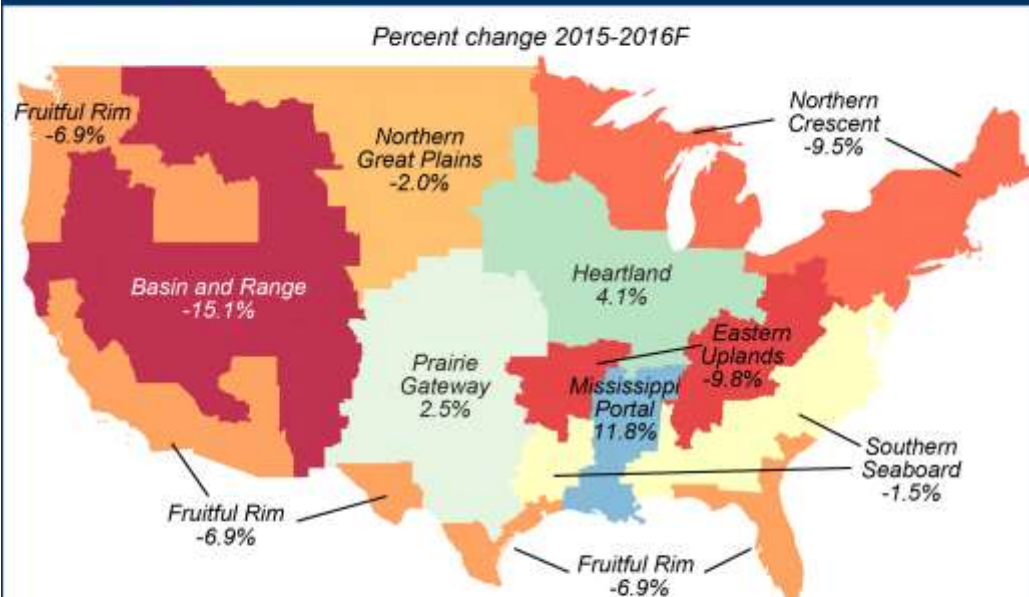 Percent change 2015-2016F
Fruitful Rim
-6.9%
Northern
Great Plains
-2.0%
Northern
Crescent
-9.5%
Basin and Range
-15.1%
Heartland
4.1%
Prairie
Gateway
2.5%
Eastern
Uplands
-9.8%
Mississippi
Portal
11.8%
Southern
Seaboard
-1.5%
Fruitful Rim
-6.9%
Fruitful Rim
-6.9%